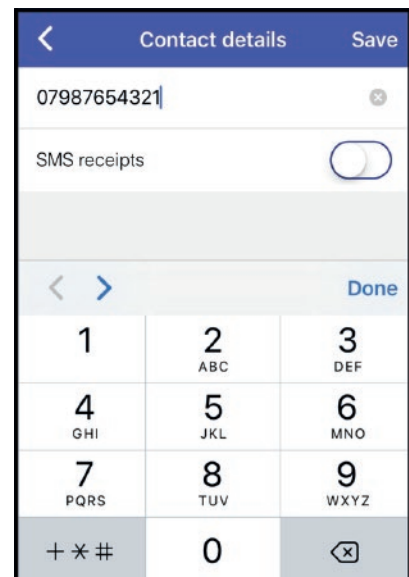 Contact details Save
07987654321
SMS receipts
Done
1 2 3
ABC DEF
4 5 6
GHI JKL MNO
7 8 9
PQRS TUV WXYZ
+ * # 0